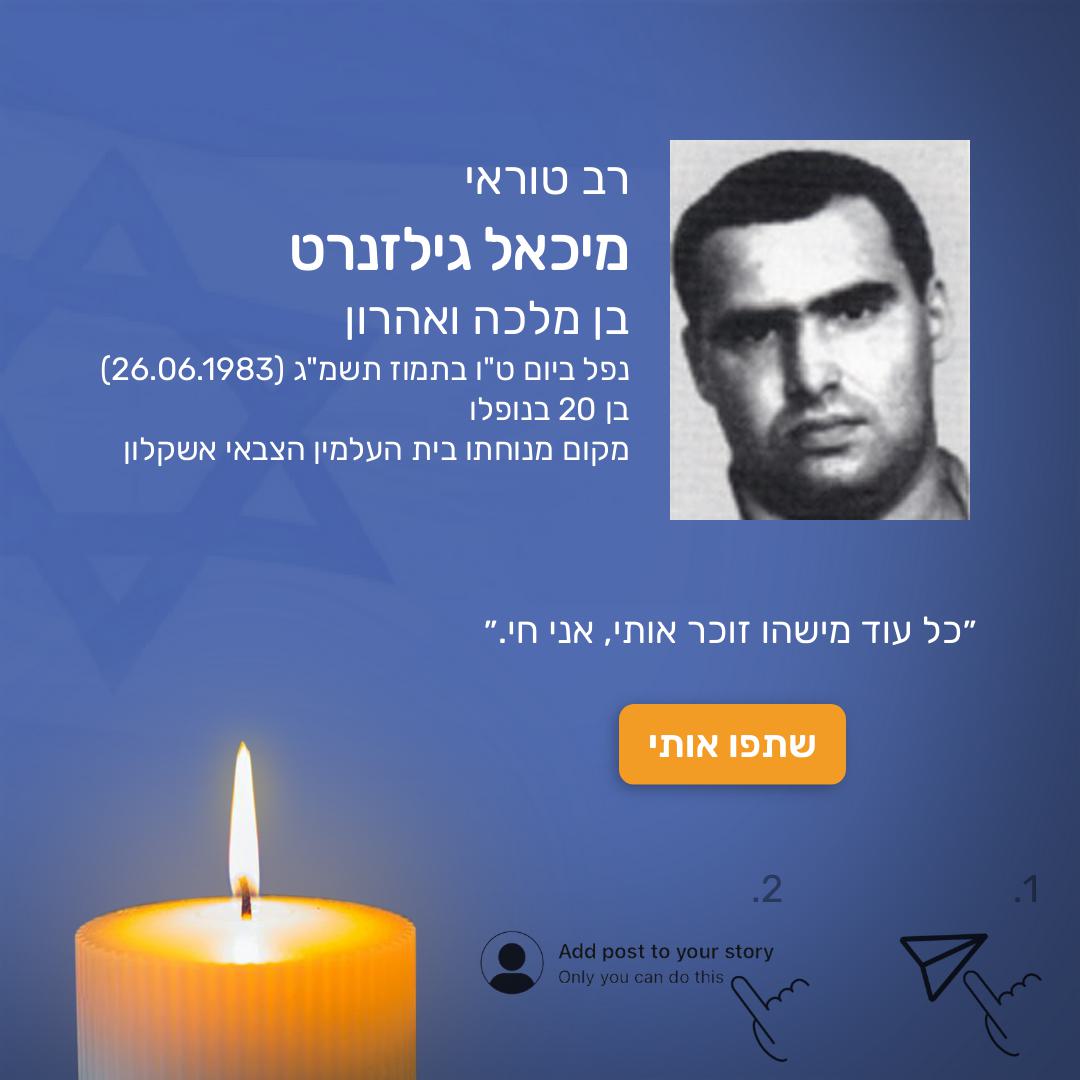 רב טוראי
מיכאל גילזנרט
בן מלכה ואהרון
נפל ביום ט"ו בתמוז תשמ"ג (26.06.1983)
בן 20 בנופלו
מקום מנוחתו בית העלמין הצבאי אשקלון
״כל עוד מישהו זוכר אותי, אני חי.״
שתפו אותי
.1
.2
Add post to your story
Only you can do this